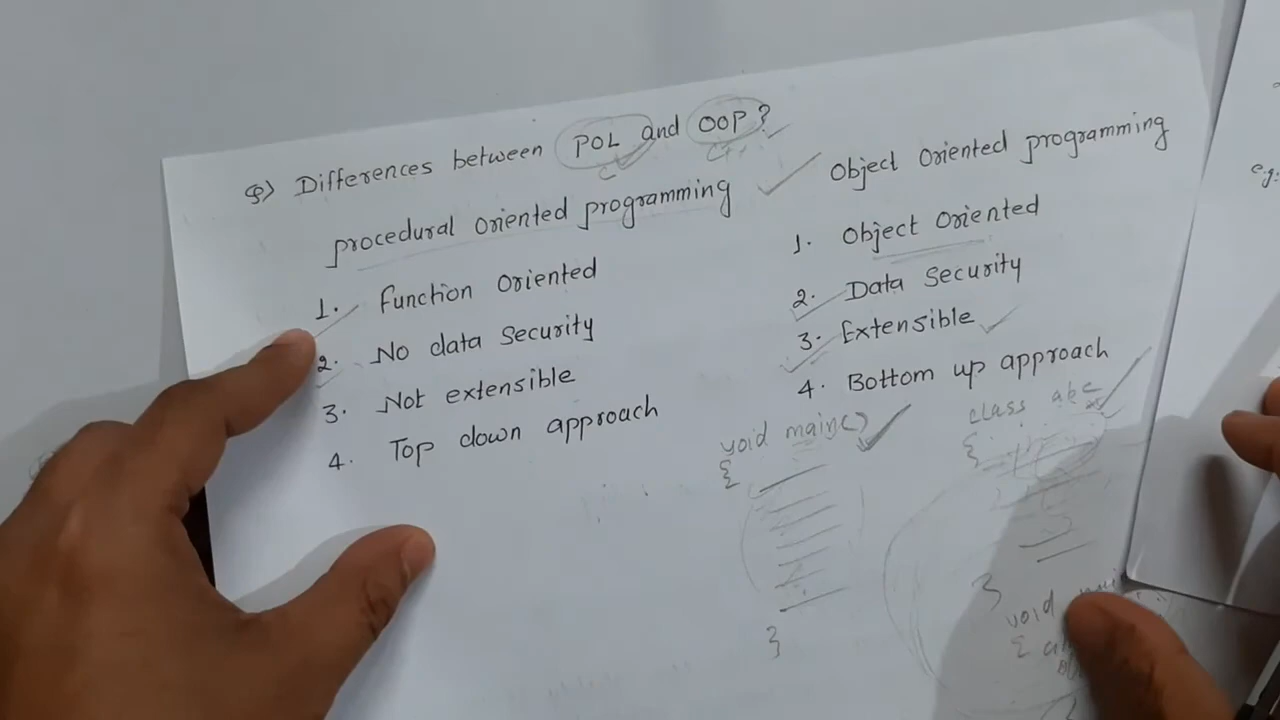 Q) Differences between POL and OOP?
C C++
procedural Oriented programming
1. Function Oriented
2. No data Security
3. Not extensible
4. Top down approach
Object Oriented programming
1. Object Oriented
2. Data Security
3. Extensible
4. Bottom up approach
void main()
{
}
class abc
{
}
void
{
e.g.